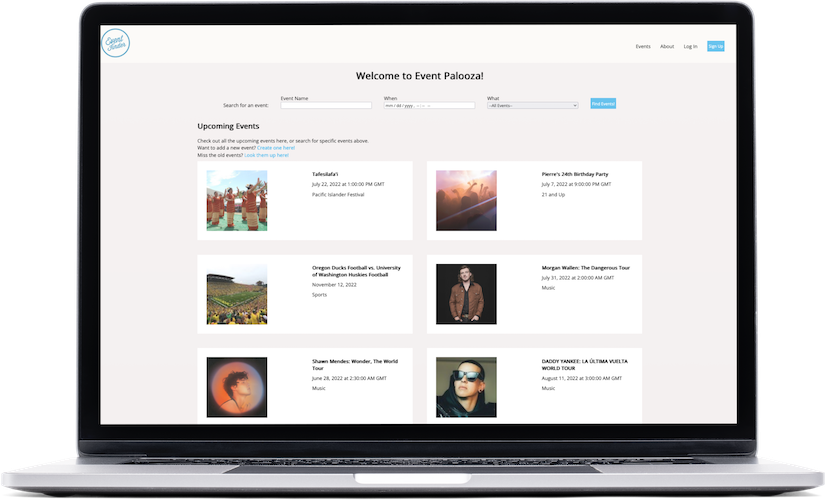 Event
Finder
Events
About
Log In
Sign Up
Welcome to Event Palooza!
Search for an event:
Event Name
When
mm / dd / yyyy, -- : -- --
What
--All Events--
Find Events!
Upcoming Events
Check out all the upcoming events here, or search for specific events above.
Want to add a new event? Create one here!
Miss the old events? Look them up here!
Tafesilafa'i
July 22, 2022 at 1:00:00 PM GMT
Pacific Islander Festival
Pierre's 24th Birthday Party
July 7, 2022 at 9:00:00 PM GMT
21 and Up
Oregon Ducks Football vs. University
of Washington Huskies Football
November 12, 2022
Sports
Morgan Wallen: The Dangerous Tour
July 31, 2022 at 2:00:00 AM GMT
Music
Shawn Mendes: Wonder, The World
Tour
June 28, 2022 at 2:30:00 AM GMT
Music
DADDY YANKEE: LA ÚLTIMA VUELTA
WORLD TOUR
August 11, 2022 at 3:00:00 AM GMT
Music